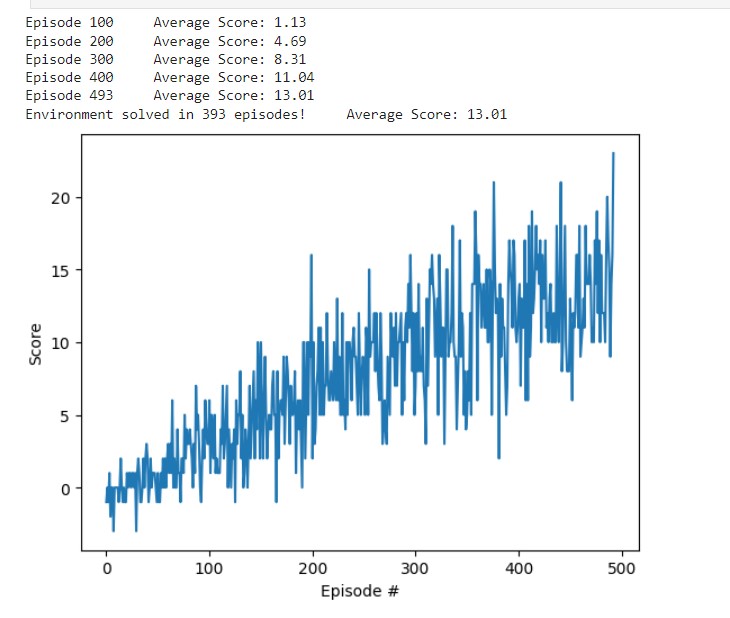 Episode 100 Average Score: 1.13
Episode 200 Average Score: 4.69
Episode 300 Average Score: 8.31
Episode 400 Average Score: 11.04
Episode 493 Average Score: 13.01
Environment solved in 393 episodes! Average Score: 13.01
20
15
10
5
0
Score
0 100 200 300 400 500
Episode #